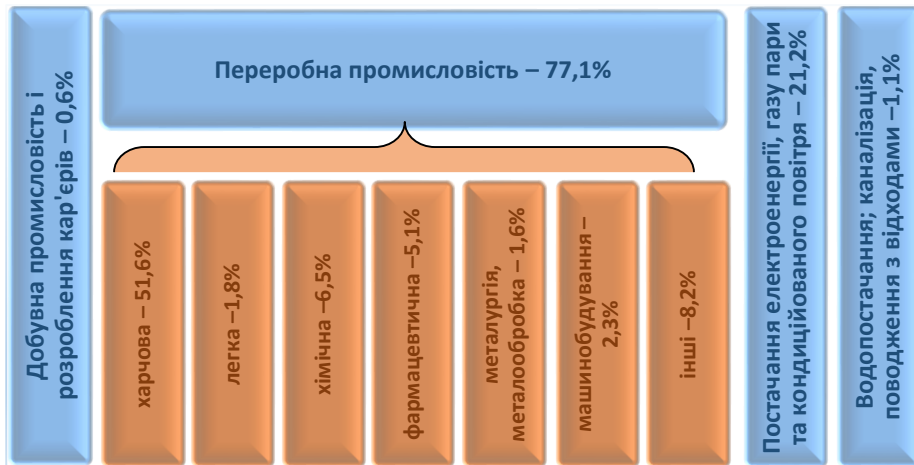 Добувна промисловість і
розроблення кар'єрів – 0,6%
Переробна промисловість – 77,1%
харчова – 51,6%
легка –1,8%
хімічна –6,5%
фармацевтична –5,1%
металургія,
металообробка – 1,6%
машинобудування –
2,3%
інші –8,2%
Постачання електроенергії, газу пари
та кондиційованого повітря – 21,2%
Водопостачання; каналізація,
поводження з відходами –1,1%